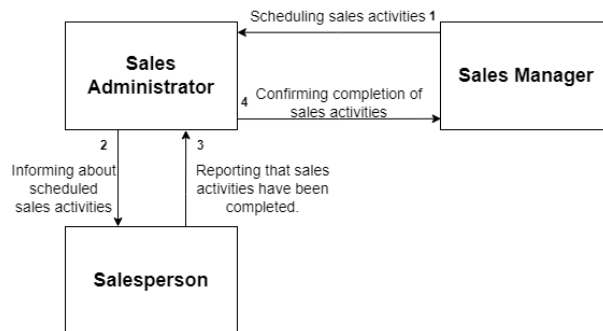 Scheduling sales activities 1
Sales
Administrator
Sales Manager
4 Confirming completion of
sales activities
2
3
Informing about
scheduled
sales activities
Reporting that sales
activities have been
completed.
Salesperson